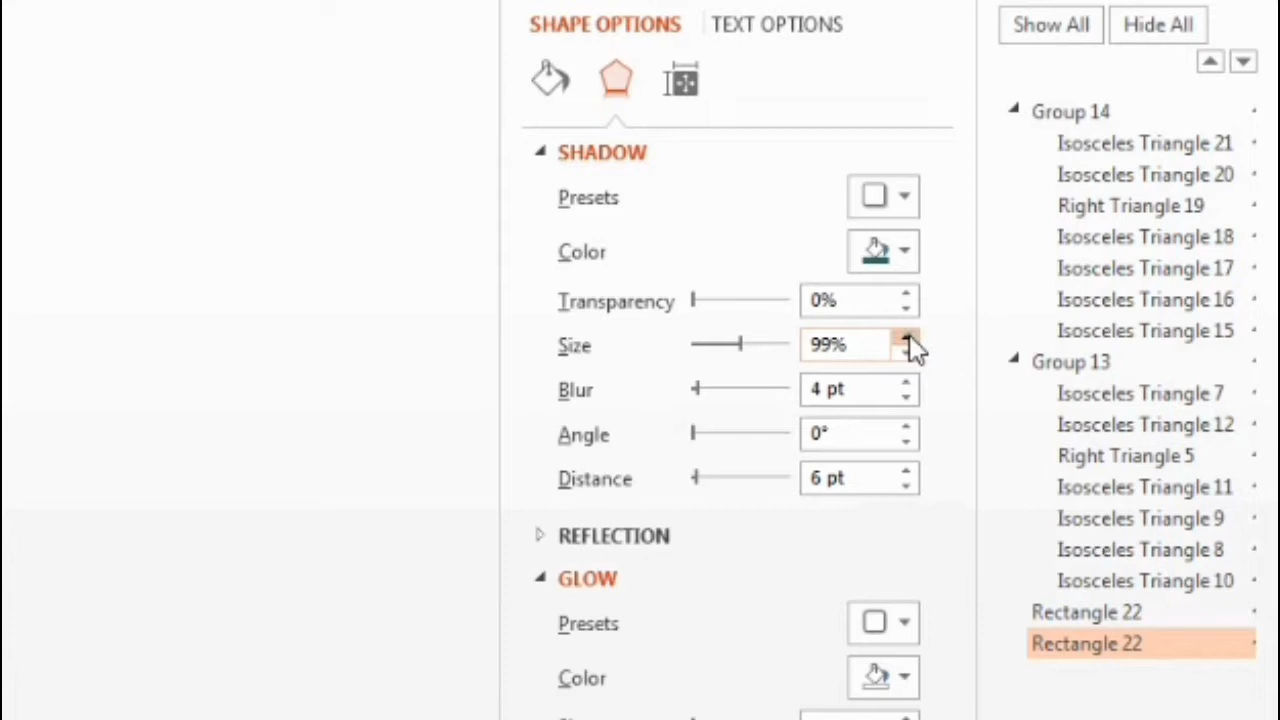 SHAPE OPTIONS TEXT OPTIONS
SHADOW
Presets
Color
Transparency 0%
Size 99%
Blur 4 pt
Angle 0°
Distance 6 pt
REFLECTION
GLOW
Presets
Color
Show All Hide All
Group 14
Isosceles Triangle 21
Isosceles Triangle 20
Right Triangle 19
Isosceles Triangle 18
Isosceles Triangle 17
Isosceles Triangle 16
Isosceles Triangle 15
Group 13
Isosceles Triangle 7
Isosceles Triangle 12
Right Triangle 5
Isosceles Triangle 11
Isosceles Triangle 9
Isosceles Triangle 8
Isosceles Triangle 10
Rectangle 22
Rectangle 22